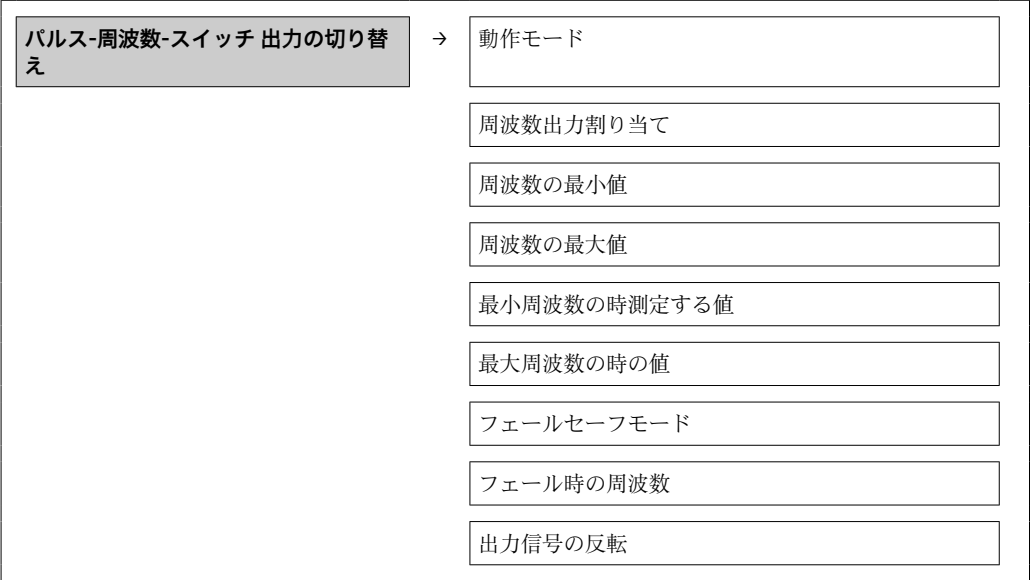 パルス-周波数-スイッチ 出力の切り替
え
→
動作モード
周波数出力割り当て
周波数の最小値
周波数の最大値
最小周波数の時測定する値
最大周波数の時の値
フェールセーフモード
フェール時の周波数
出力信号の反転